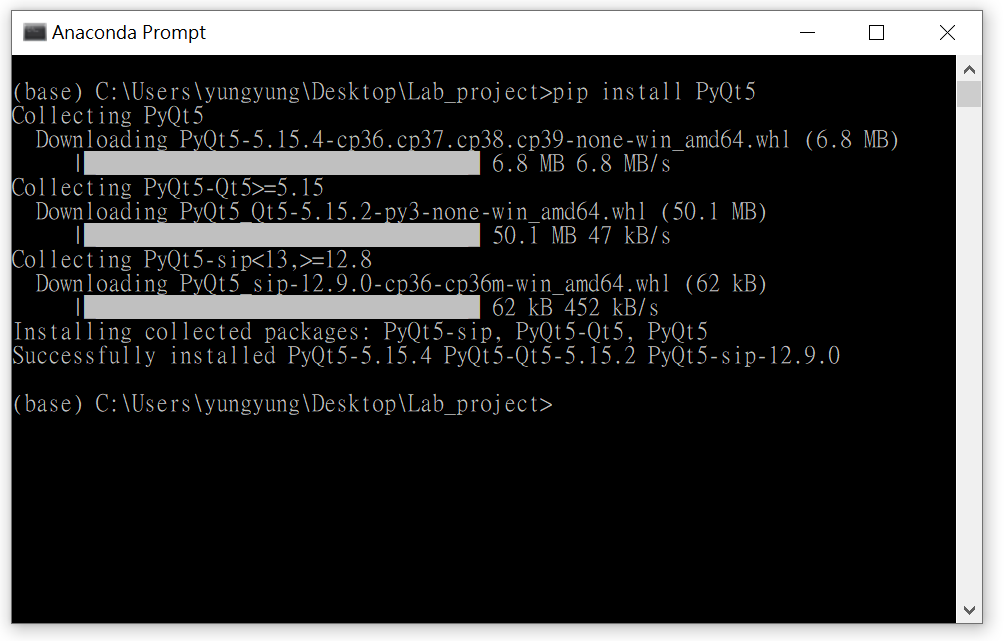 Anaconda Prompt
(base) C:\Users\yungyung\Desktop\Lab_project>pip install PyQt5
Collecting PyQt5
  Downloading PyQt5-5.15.4-cp36.cp37.cp38.cp39-none-win_amd64.whl (6.8 MB)
     | 6.8 MB 6.8 MB/s
Collecting PyQt5-Qt5>=5.15
  Downloading PyQt5_Qt5-5.15.2-py3-none-win_amd64.whl (50.1 MB)
     | 50.1 MB 47 kB/s
Collecting PyQt5-sip<13,>=12.8
  Downloading PyQt5_sip-12.9.0-cp36-cp36m-win_amd64.whl (62 kB)
     | 62 kB 452 kB/s
Installing collected packages: PyQt5-sip, PyQt5-Qt5, PyQt5
Successfully installed PyQt5-5.15.4 PyQt5-Qt5-5.15.2 PyQt5-sip-12.9.0
(base) C:\Users\yungyung\Desktop\Lab_project>